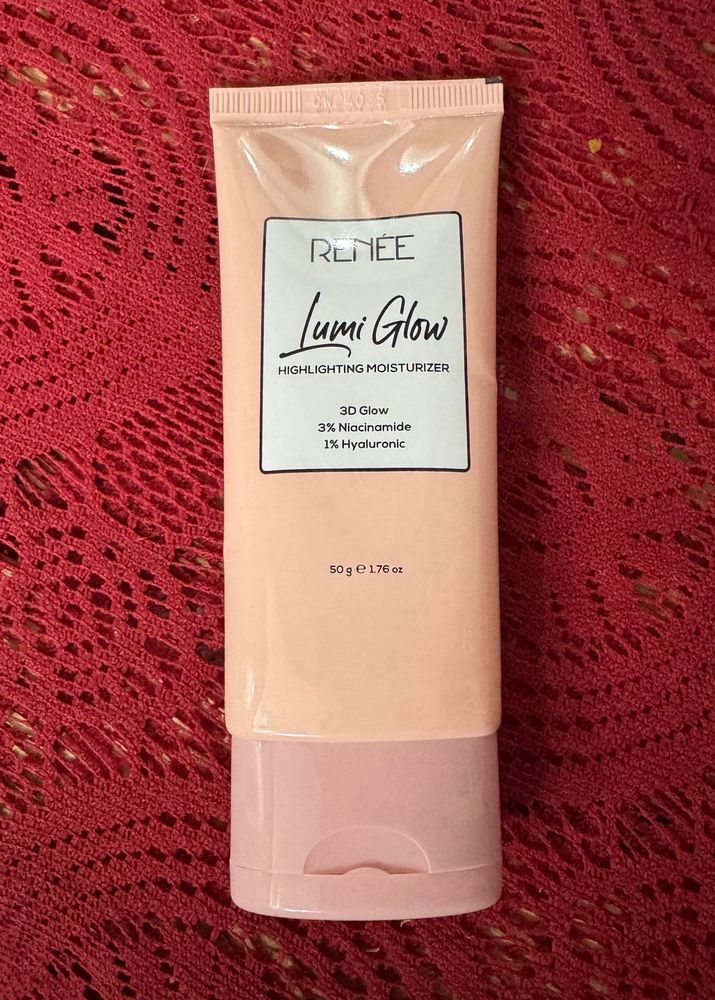 RENÉE
Lumi Glow
HIGHLIGHTING MOISTURIZER
3D Glow
3% Niacinamide
1% Hyaluronic
50 g ℮ 1.76 oz